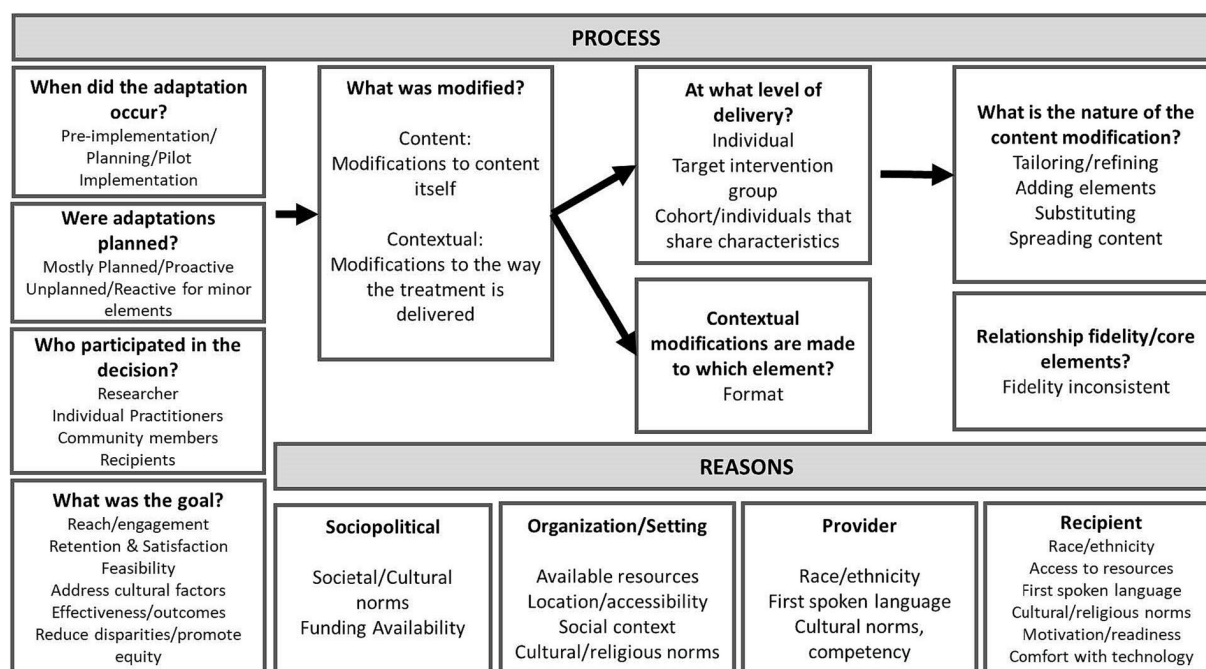 PROCESS
When did the adaptation
occur?
Pre-implementation/
Planning/Pilot
Implementation
Were adaptations
planned?
Mostly Planned/Proactive
Unplanned/Reactive for minor
elements
Who participated in the
decision?
Researcher
Individual Practitioners
Community members
Recipients
What was the goal?
Reach/engagement
Retention & Satisfaction
Feasibility
Address cultural factors
Effectiveness/outcomes
Reduce disparities/promote
equity
What was modified?
Content:
Modifications to content
itself
Contextual:
Modifications to the way
the treatment is
delivered
At what level of
delivery?
Individual
Target intervention
group
Cohort/individuals that
share characteristics
Contextual
modifications are made
to which element?
Format
What is the nature of the
content modification?
Tailoring/refining
Adding elements
Substituting
Spreading content
Relationship fidelity/core
elements?
Fidelity inconsistent
REASONS
Sociopolitical
Societal/Cultural
norms
Funding Availability
Organization/Setting
Available resources
Location/accessibility
Social context
Cultural/religious norms
Provider
Race/ethnicity
First spoken language
Cultural norms,
competency
Recipient
Race/ethnicity
Access to resources
First spoken language
Cultural/religious norms
Motivation/readiness
Comfort with technology